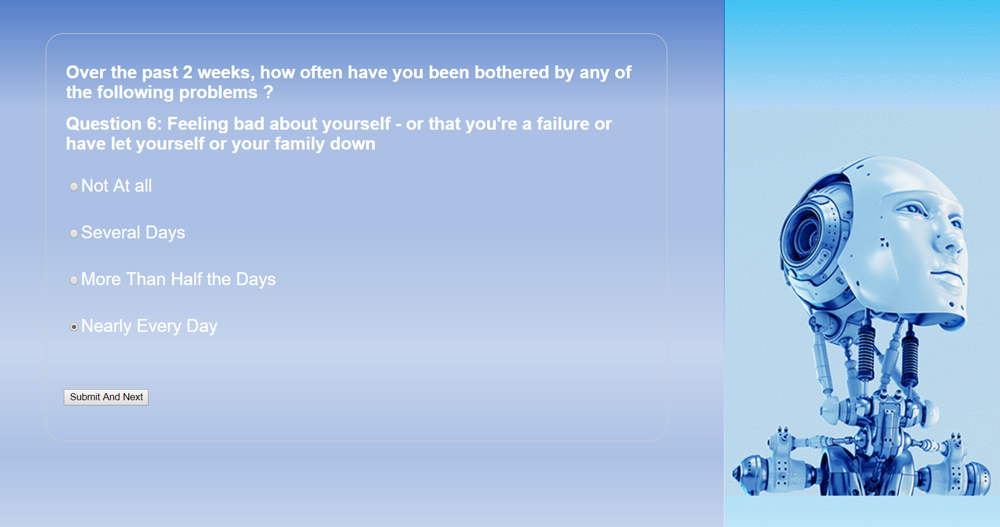 Over the past 2 weeks, how often have you been bothered by any of
the following problems ?
Question 6: Feeling bad about yourself - or that you're a failure or
have let yourself or your family down
Not At all
Several Days
More Than Half the Days
Nearly Every Day
Submit And Next